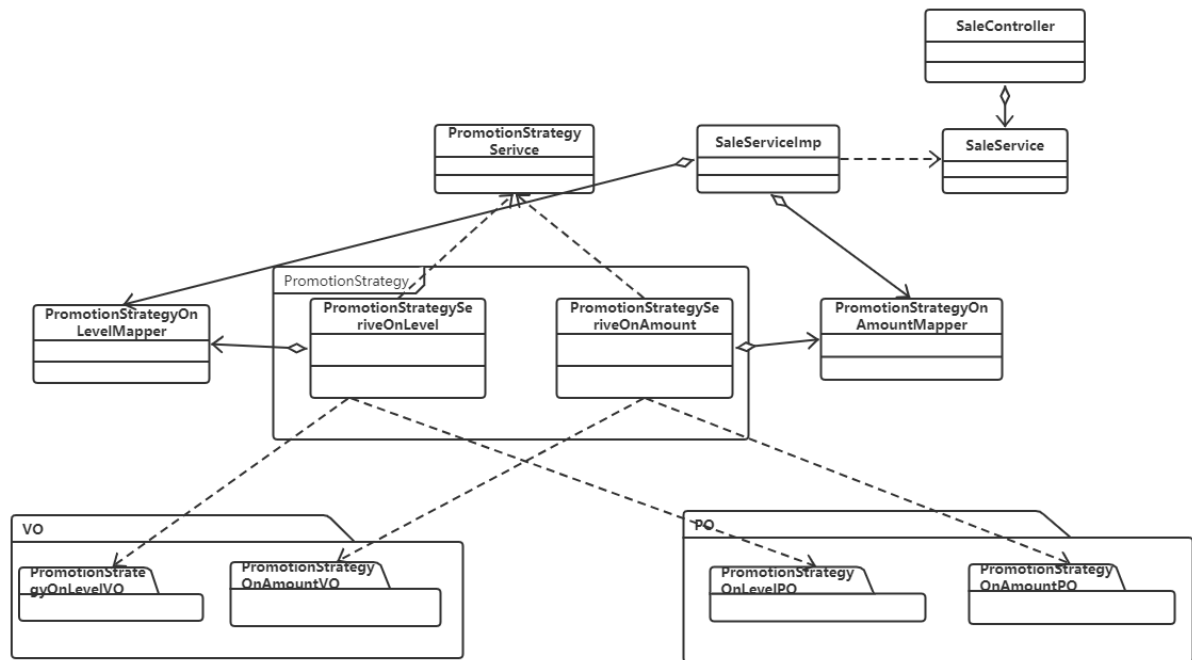 SaleController
PromotionStrategy
Serivce
SaleServiceImp
SaleService
PromotionStrategy
PromotionStrategyOn
LevelMapper
PromotionStrategySe
riveOnLevel
PromotionStrategySe
riveOnAmount
PromotionStrategyOn
AmountMapper
VO
PromotionStrate
gyOnLevelVO
PromotionStrategy
OnAmountVO
PO
PromotionStrategy
OnLevelPO
PromotionStrategy
OnAmountPO